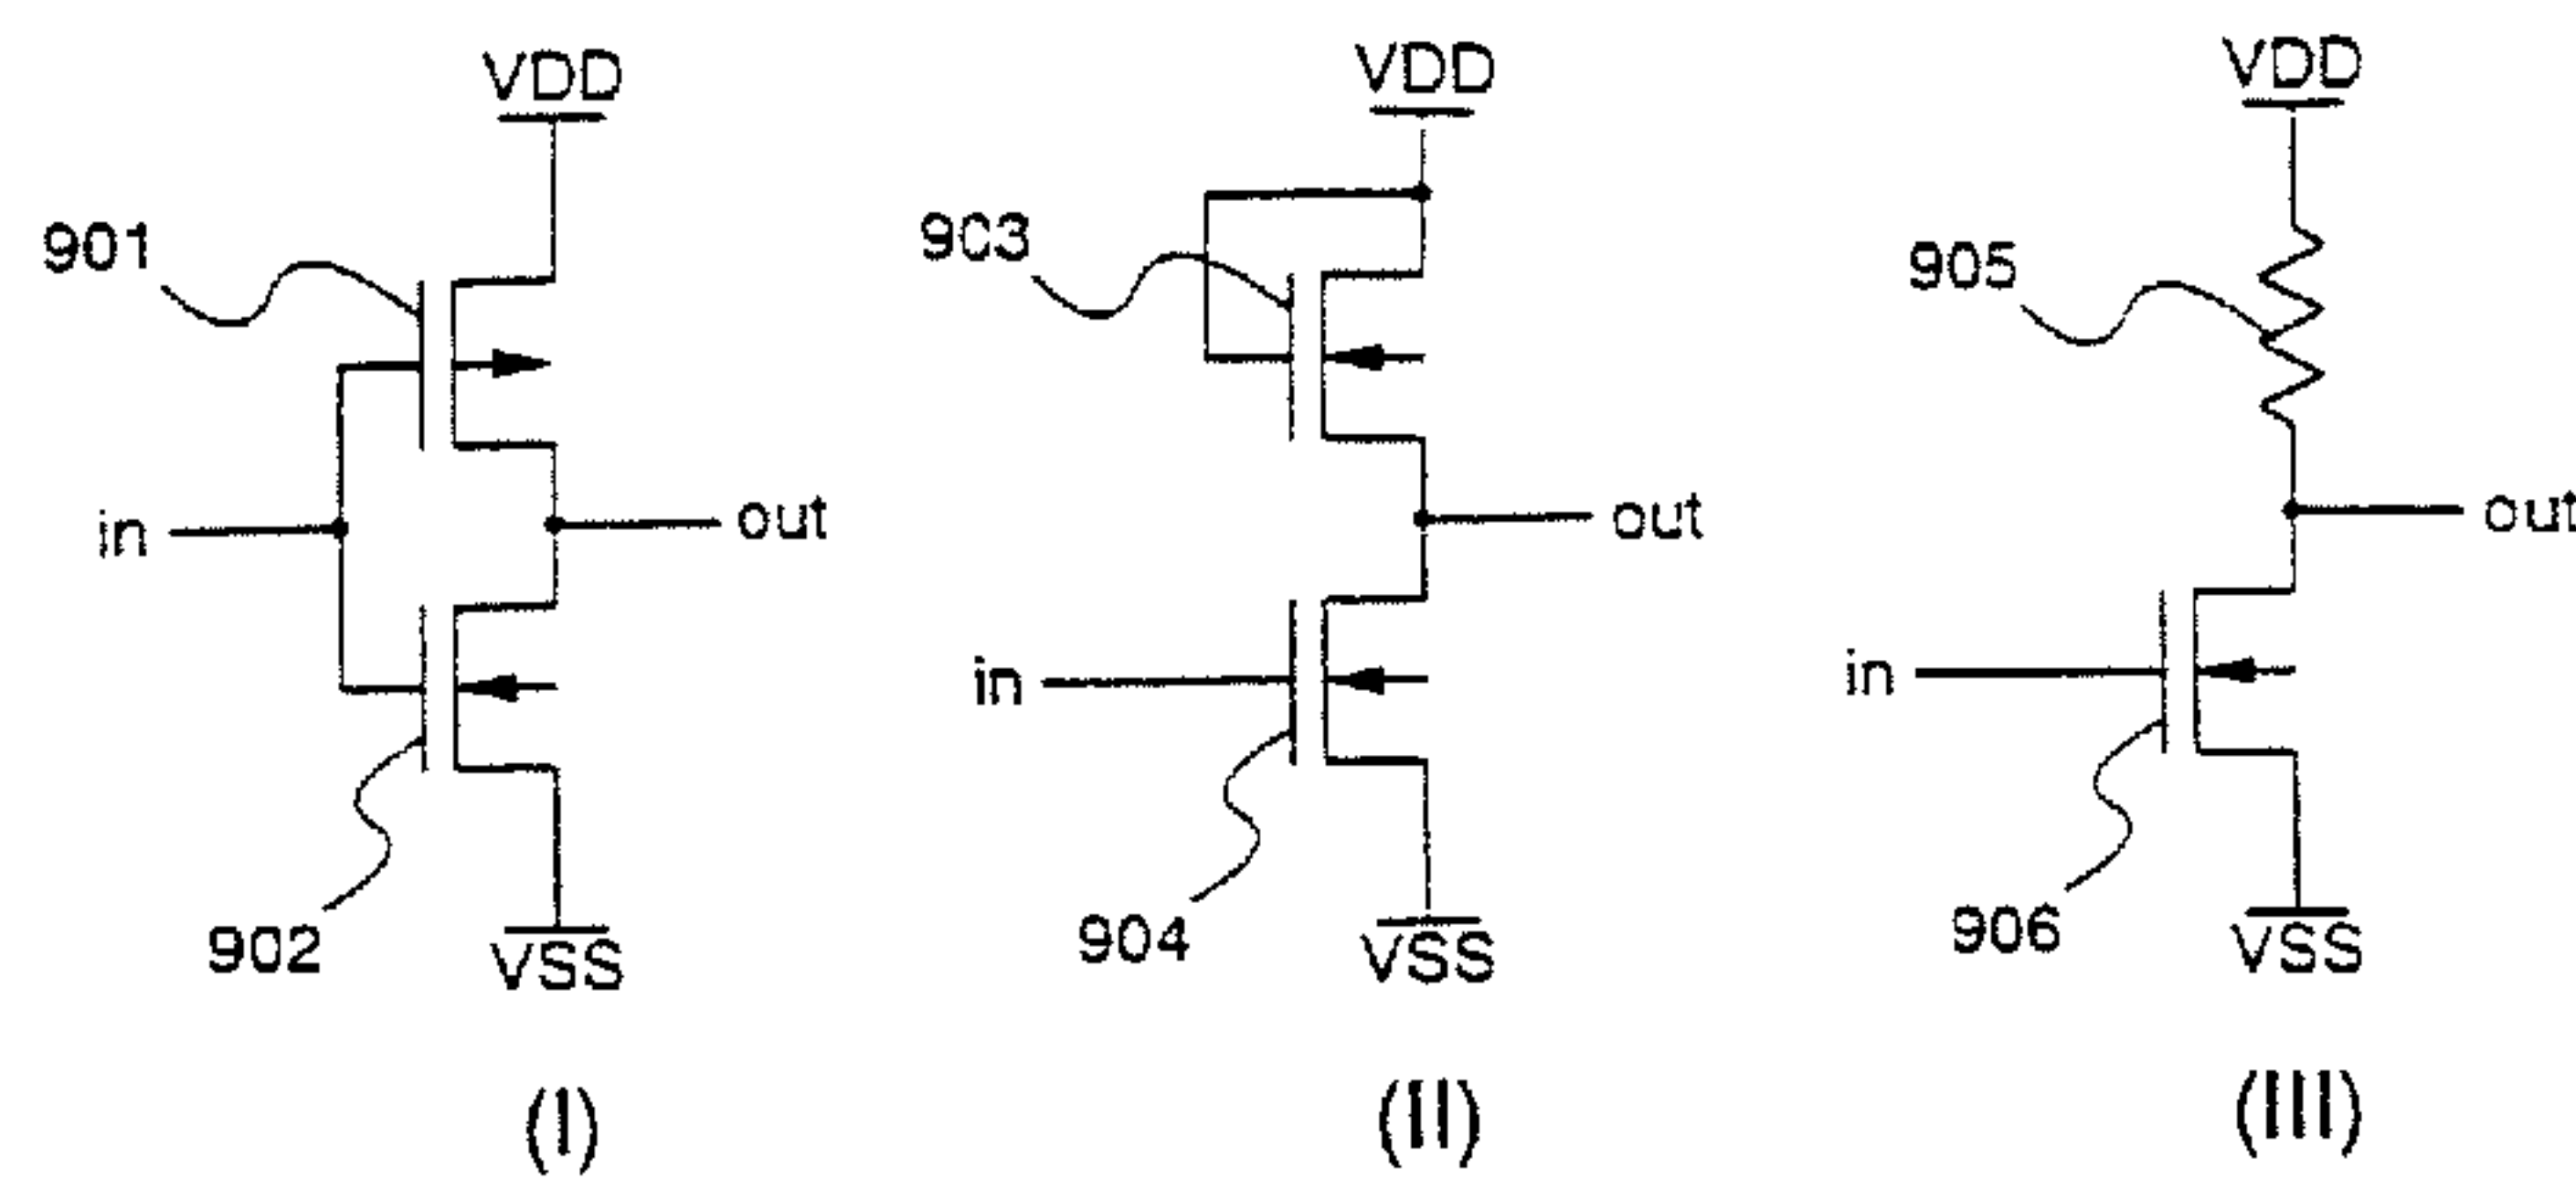 VDD
901
in
out
902
VSS
(I)
VDD
903
out
in
904
VSS
(II)
VDD
905
out
in
906
VSS
(III)